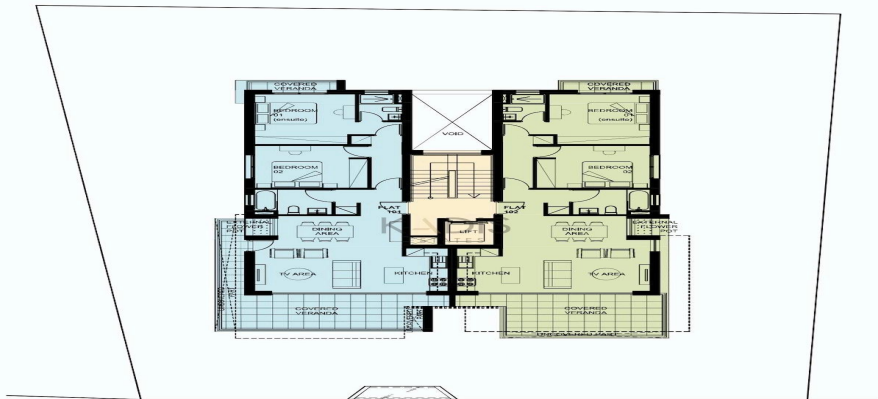 COVERED
VERANDA
COVERED
VERANDA
BEDROOM
01
(ensuite)
BEDROOM
01
(ensuite)
VOID
BEDROOM
02
BEDROOM
02
FLAT
101
FLAT
102
EXTERNAL
FLOWER
POT
DINING
AREA
LIFT
DINING
AREA
EXTERNAL
FLOWER
POT
TV AREA
KITCHEN
KITCHEN
TV AREA
COVERED
VERANDA
COVERED
VERANDA